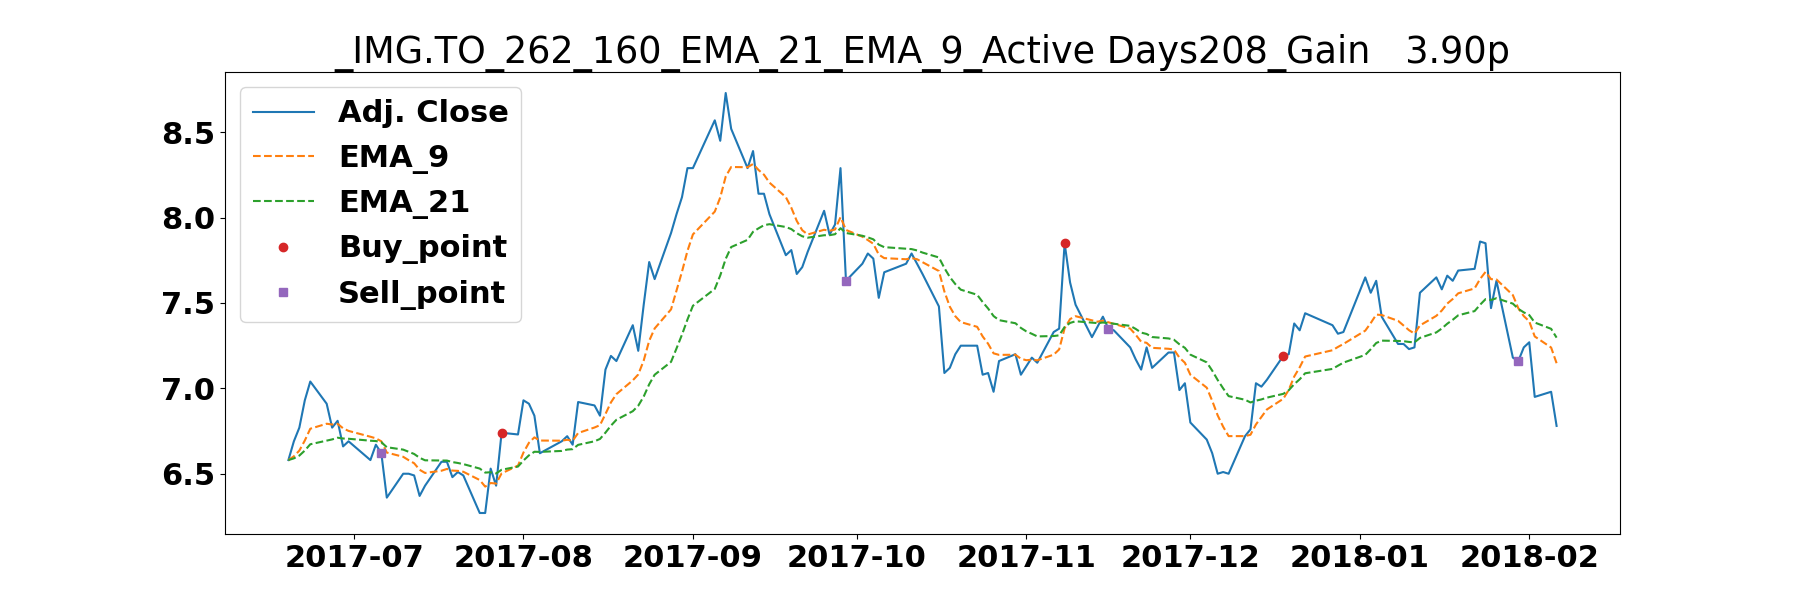 _IMG.TO_262_160_EMA_21_EMA_9_Active Days208_Gain   3.90p
Adj. Close
EMA_9
EMA_21
Buy_point
Sell_point
8.5
8.0
7.5
7.0
6.5
2017-07 2017-08 2017-09 2017-10 2017-11 2017-12 2018-01 2018-02